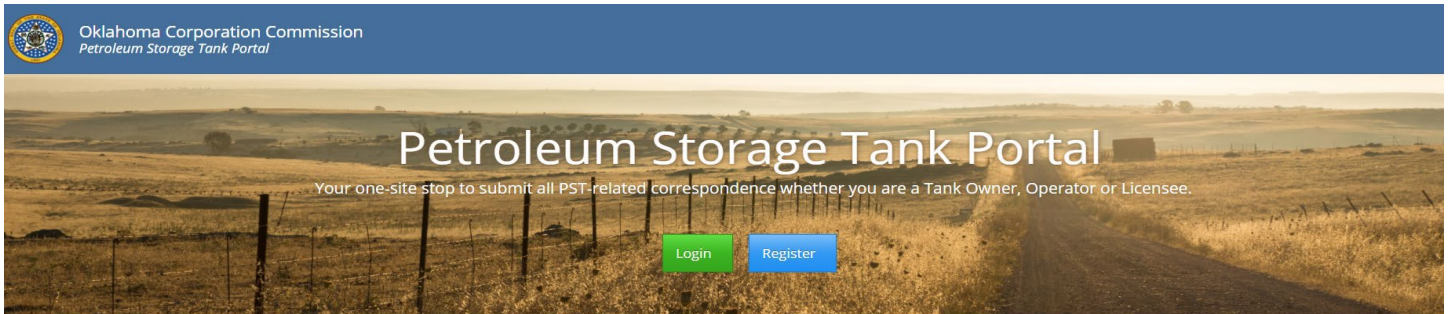 Oklahoma Corporation Commission
Petroleum Storage Tank Portal
Petroleum Storage Tank Portal
Your one-site stop to submit all PST-related correspondence whether you are a Tank Owner, Operator or Licensee.
Login Register